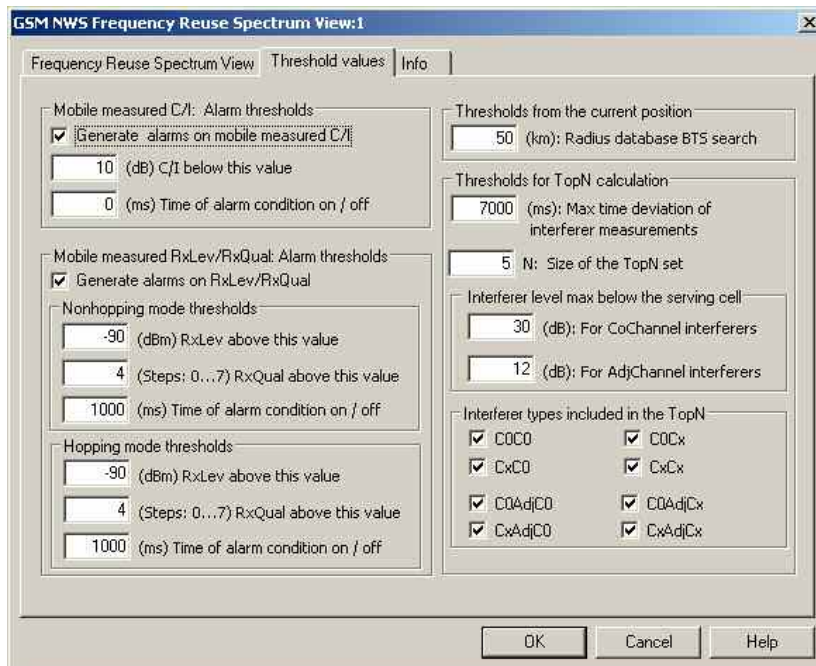 GSM NWS Frequency Reuse Spectrum View:1
Frequency Reuse Spectrum View
Threshold values
Info
Mobile measured C/I: Alarm thresholds
Generate alarms on mobile measured C/I
10 (dB) C/I below this value
0 (ms) Time of alarm condition on / off
Mobile measured RxLev/RxQual: Alarm thresholds
Generate alarms on RxLev/RxQual
Nonhopping mode thresholds
-90 (dBm) RxLev above this value
4 (Steps: 0...7) RxQual above this value
1000 (ms) Time of alarm condition on / off
Hopping mode thresholds
-90 (dBm) RxLev above this value
4 (Steps: 0...7) RxQual above this value
1000 (ms) Time of alarm condition on / off
Thresholds from the current position
50 (km): Radius database BTS search
Thresholds for TopN calculation
7000 (ms): Max time deviation of
interferer measurements
5 N: Size of the TopN set
Interferer level max below the serving cell
30 (dB): For CoChannel interferers
12 (dB): For AdjChannel interferers
Interferer types included in the TopN
C0C0 C0Cx
CxC0 CxCx
C0AdjC0 C0AdjCx
CxAdjC0 CxAdjCx
OK Cancel Help